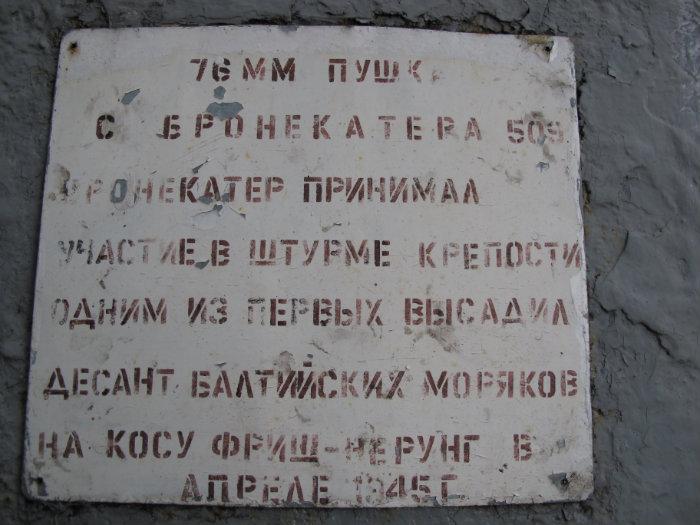 76 ММ ПУШКА
С БРОНЕКАТЕРА 509
БРОНЕКАТЕР ПРИНИМАЛ
УЧАСТИЕ В ШТУРМЕ КРЕПОСТИ
ОДНИМ ИЗ ПЕРВЫХ ВЫСАДИЛ
ДЕСАНТ БАЛТИЙСКИХ МОРЯКОВ
НА КОСУ ФРИШ-НЕРУНГ В
АПРЕЛЕ 1945 Г